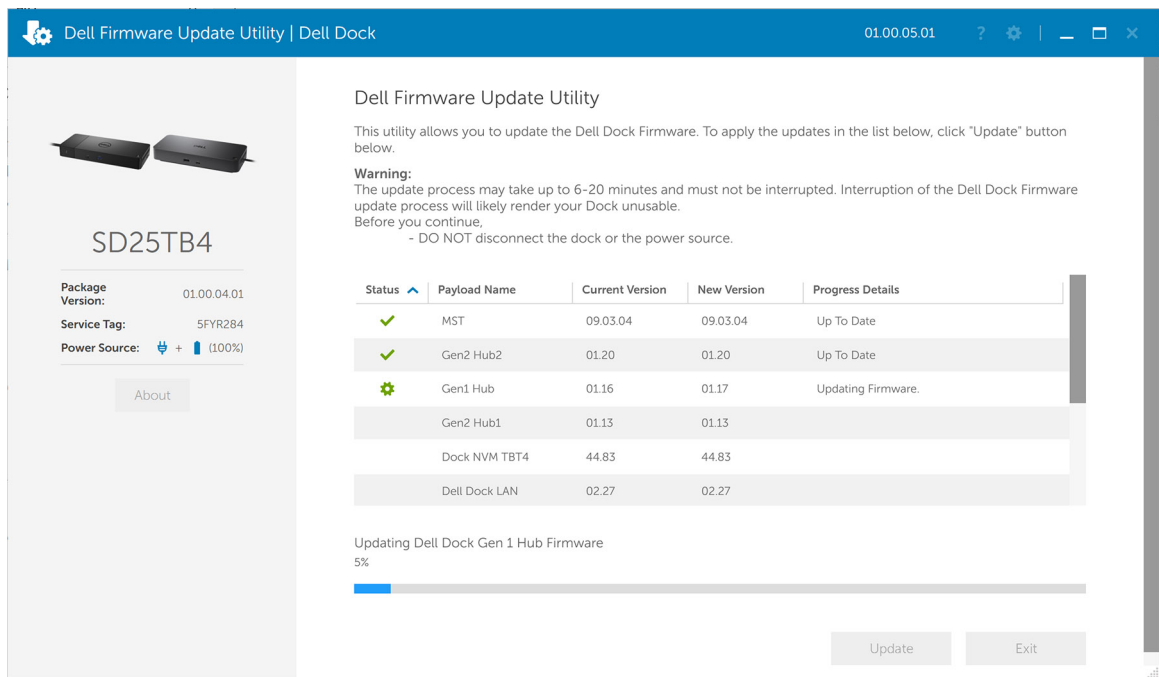 Dell Firmware Update Utility | Dell Dock
01.00.05.01
?
SD25TB4
Package
Version:
01.00.04.01
Service Tag: 5FYR284
Power Source: + (100%)
About
Dell Firmware Update Utility
This utility allows you to update the Dell Dock Firmware. To apply the updates in the list below, click "Update" button
below.
Warning:
The update process may take up to 6-20 minutes and must not be interrupted. Interruption of the Dell Dock Firmware
update process will likely render your Dock unusable.
Before you continue,
- DO NOT disconnect the dock or the power source.
Status Payload Name Current Version New Version Progress Details
MST 09.03.04 09.03.04 Up To Date
Gen2 Hub2 01.20 01.20 Up To Date
Gen1 Hub 01.16 01.17 Updating Firmware.
Gen2 Hub1 01.13 01.13
Dock NVM TBT4 44.83 44.83
Dell Dock LAN 02.27 02.27
Updating Dell Dock Gen 1 Hub Firmware
5%
Update Exit